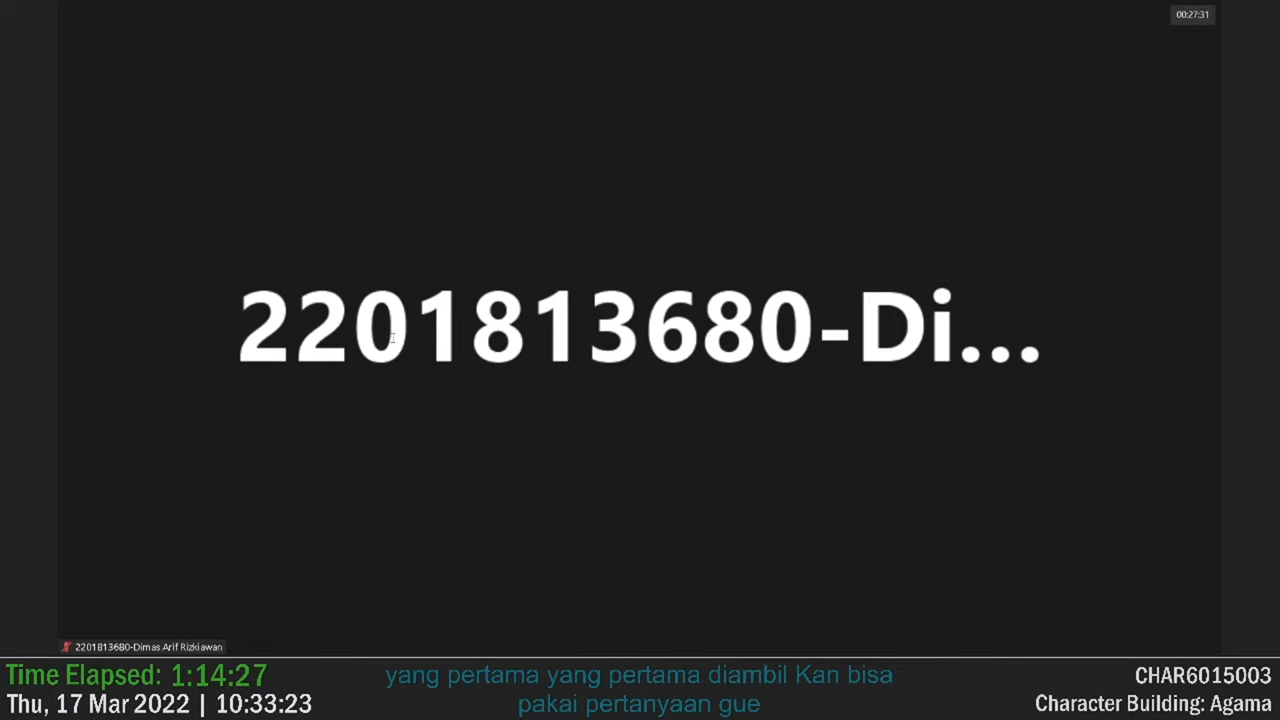 00:27:31
2201813680-Di...
2201813680-Dimas Arif Rizkiawan
Time Elapsed: 1:14:27
Thu, 17 Mar 2022 | 10:33:23
yang pertama yang pertama diambil Kan bisa
pakai pertanyaan gue
CHAR6015003
Character Building: Agama